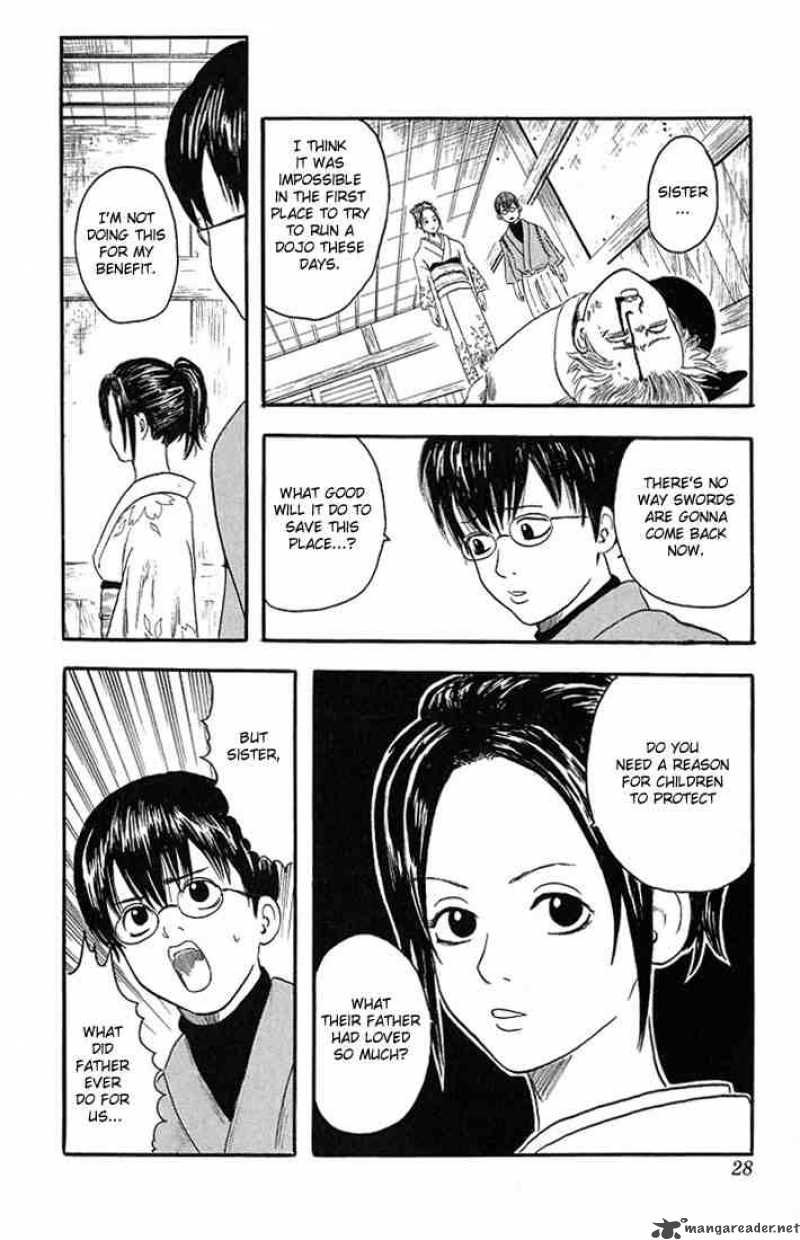 SISTER
...
I THINK
IT WAS
IMPOSSIBLE
IN THE FIRST
PLACE TO TRY
TO RUN A
DOJO THESE
DAYS.
I'M NOT
DOING THIS
FOR MY
BENEFIT.
THERE'S NO
WAY SWORDS
ARE GONNA
COME BACK
NOW.
WHAT GOOD
WILL IT DO TO
SAVE THIS
PLACE...?
DO YOU
NEED A REASON
FOR CHILDREN
TO PROTECT
WHAT
THEIR FATHER
HAD LOVED
SO MUCH?
BUT
SISTER,
WHAT
DID
FATHER
EVER
DO FOR
US...
28
mangareader.net